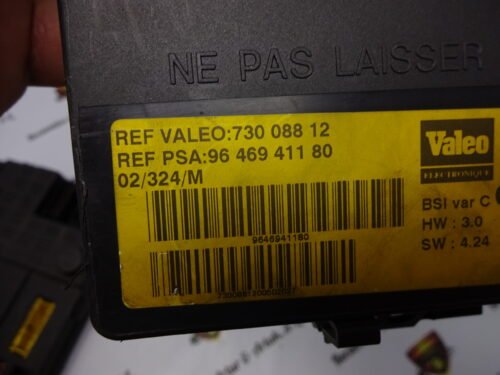 NE PAS LAISSER
REF VALEO:730 088 12
REF PSA:96 469 411 80
02/324/M
Valeo
ELECTRONIQUE
BSI var C
HW : 3.0
SW : 4.24
9646941180